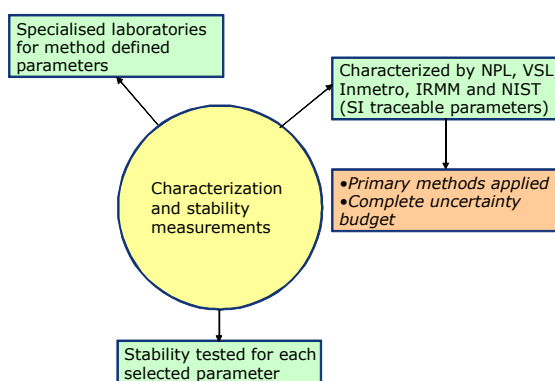 Specialised laboratories
for method defined
parameters
Characterized by NPL, VSL
Inmetro, IRMM and NIST
(SI traceable parameters)
•Primary methods applied
•Complete uncertainty
budget
Characterization
and stability
measurements
Stability tested for each
selected parameter